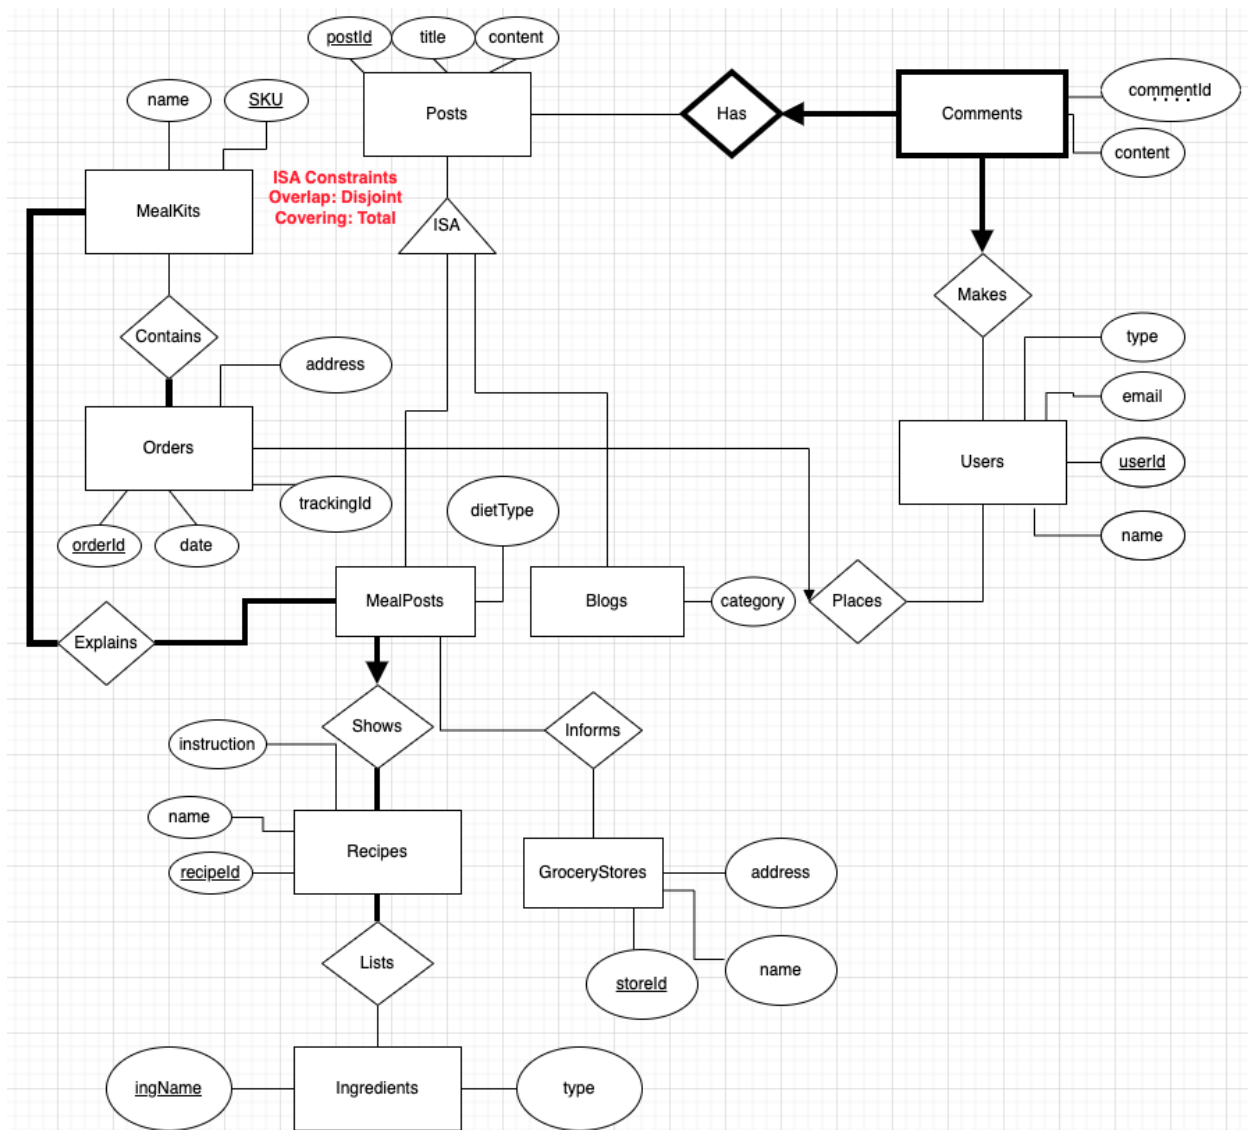 postId
title
content
name
SKU
Posts
Has
Comments
commentId
content
MealKits
ISA Constraints
Overlap: Disjoint
Covering: Total
ISA
Makes
Contains
address
type
email
Orders
Users
userId
trackingId
dietType
orderId
date
name
MealPosts
Blogs
category
Places
Explains
Shows
Informs
instruction
name
Recipes
recipeId
GroceryStores
address
Lists
storeId
name
ingName
Ingredients
type